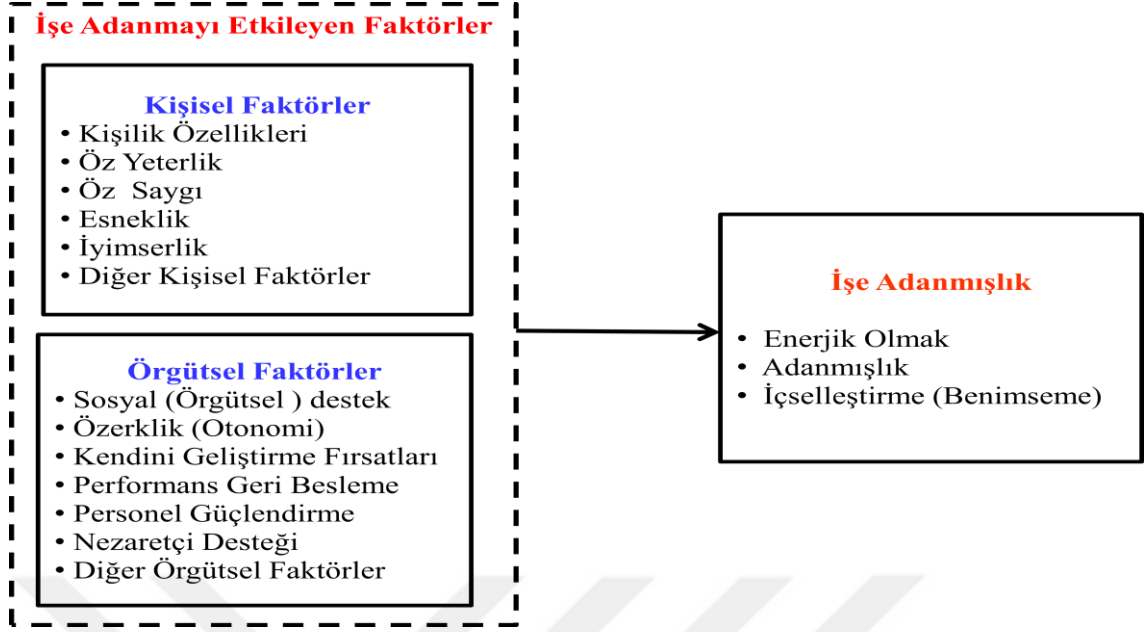 İşe Adanmayı Etkileyen Faktörler
Kişisel Faktörler
• Kişilik Özellikleri
• Öz Yeterlik
• Öz Saygı
• Esneklik
• İyimserlik
• Diğer Kişisel Faktörler
Örgütsel Faktörler
• Sosyal (Örgütsel ) destek
• Özerklik (Otonomi)
• Kendini Geliştirme Fırsatları
• Performans Geri Besleme
• Personel Güçlendirme
• Nezaretçi Desteği
• Diğer Örgütsel Faktörler
İşe Adanmışlık
• Enerjik Olmak
• Adanmışlık
• İçselleştirme (Benimseme)